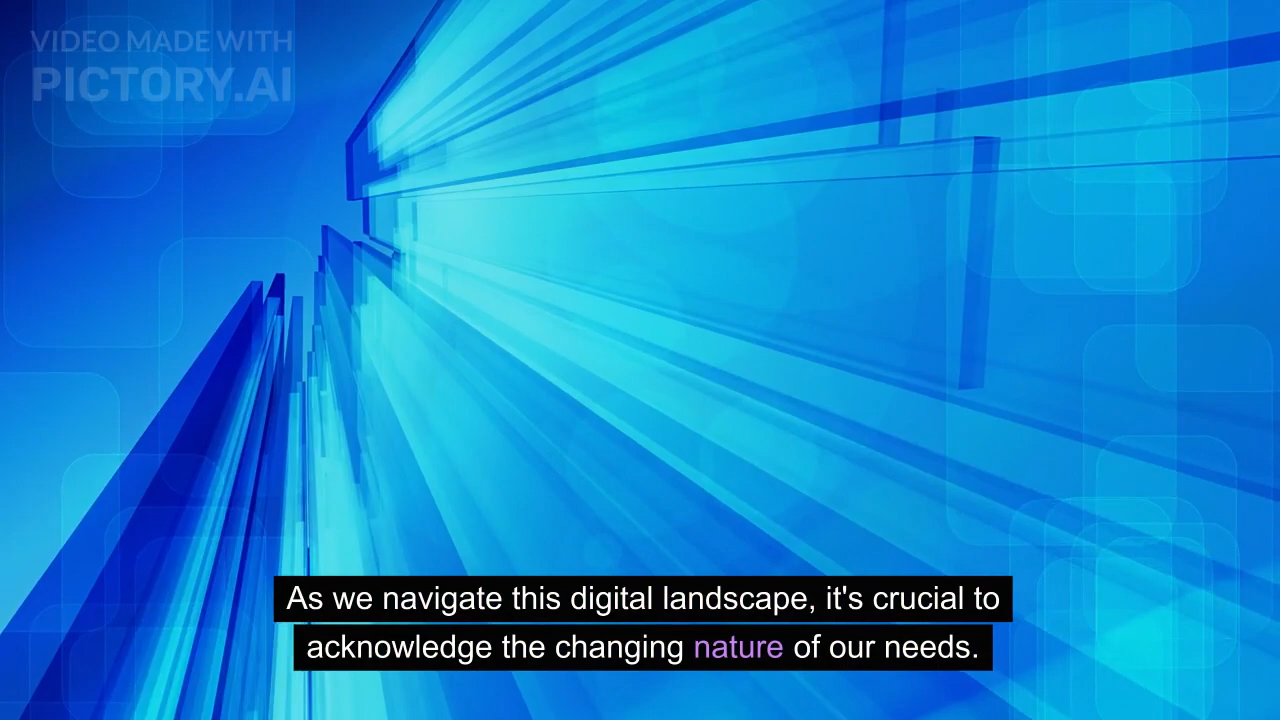 VIDEO MADE WITH
PICTORY.AI
As we navigate this digital landscape, it's crucial to
acknowledge the changing nature of our needs.